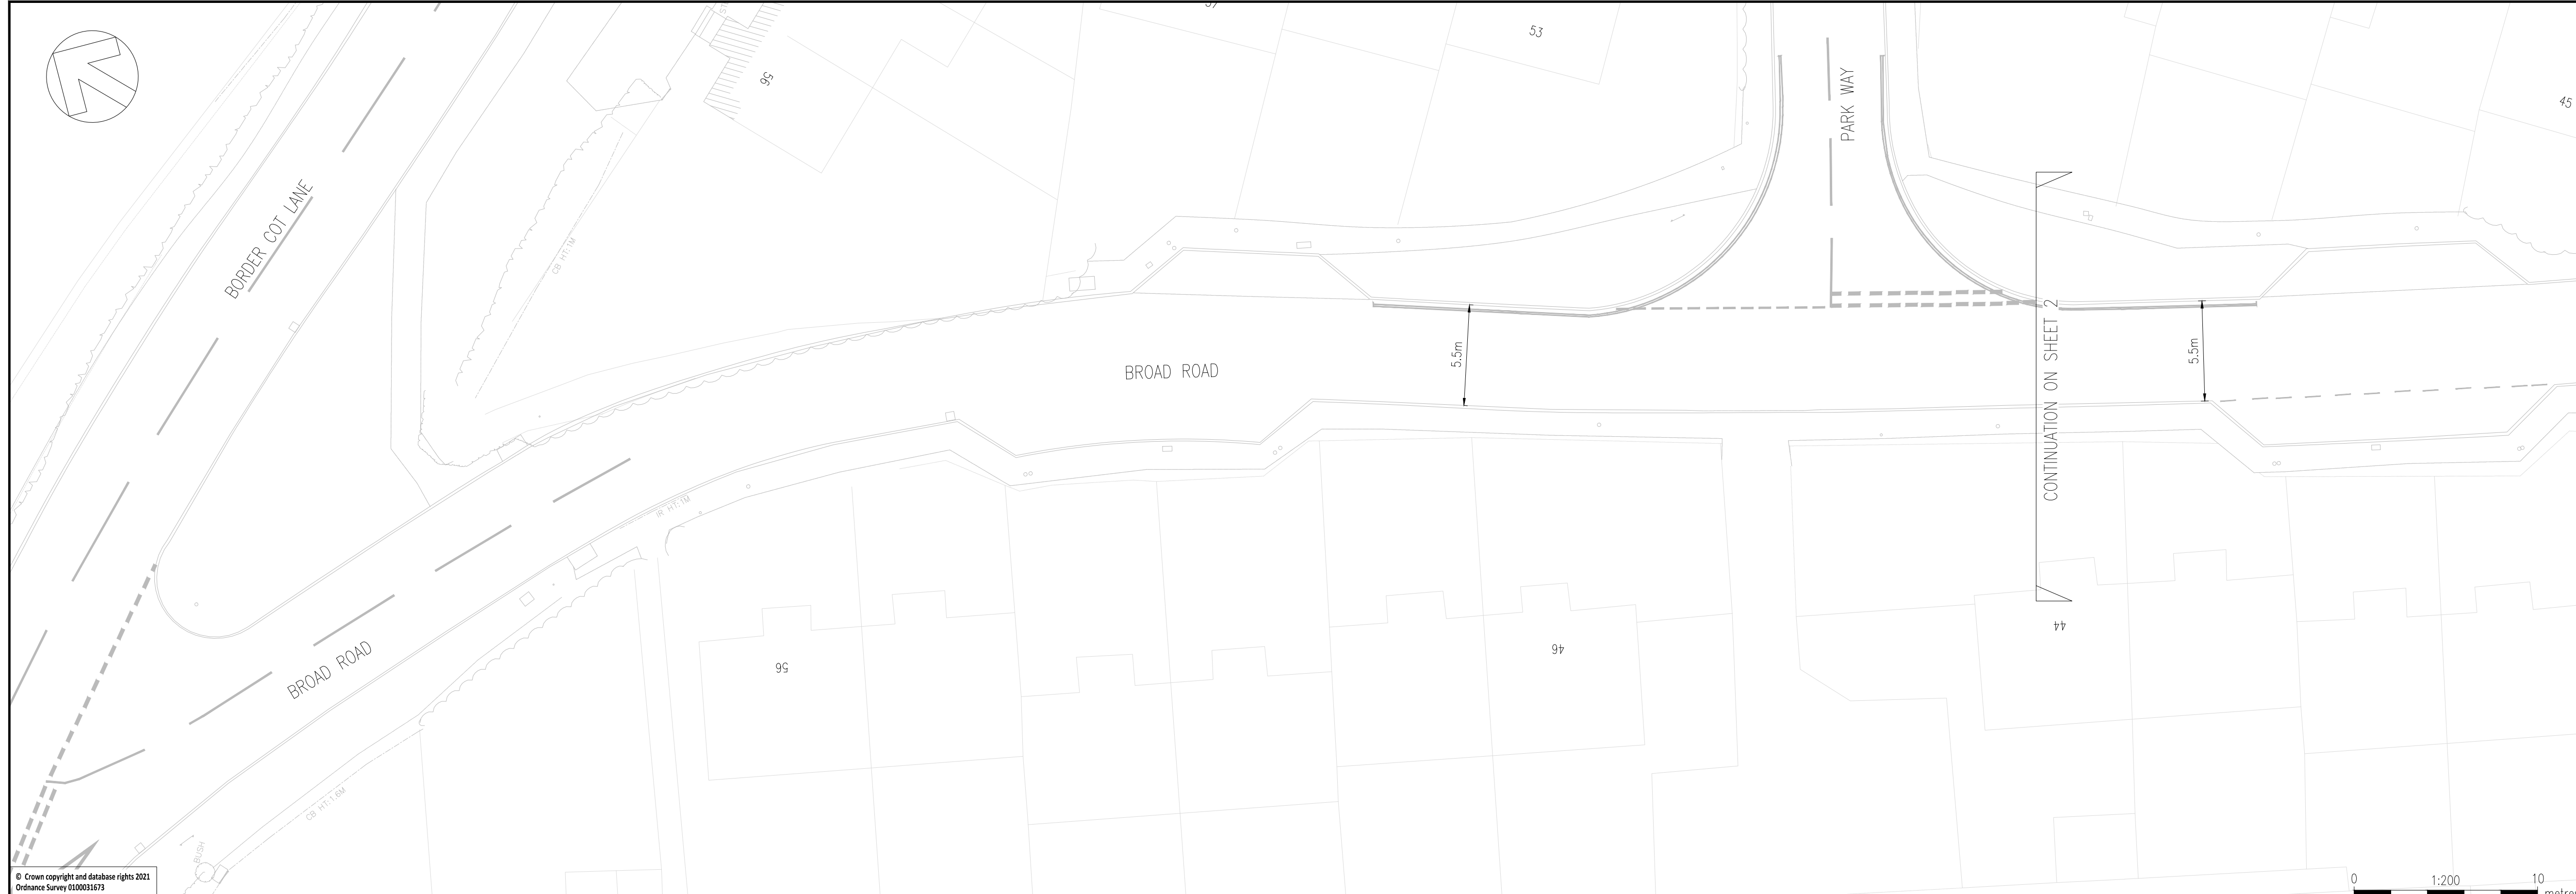 53
56
PARK WAY
45
BORDER COT LANE
CB HT:1M
5.5m
BROAD ROAD
5.5m
CONTINUATION ON SHEET 2
IR HT:1M
44
BROAD ROAD
56
46
CB HT:1.6M
BUSH
© Crown copyright and database rights 2021
Ordnance Survey 0100031673
0 1:200 10